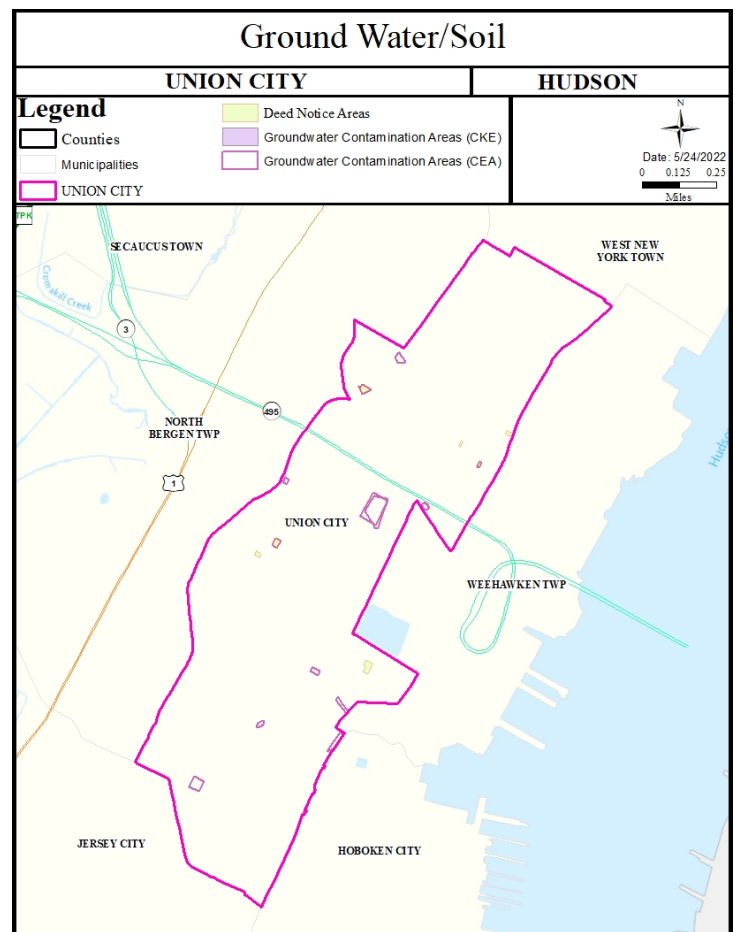 Ground Water/Soil
UNION CITY
HUDSON
Legend
Counties
Municipalities
UNION CITY
Deed Notice Areas
Groundwater Contamination Areas (CKE)
Groundwater Contamination Areas (CEA)
N
Date: 5/24/2022
0 0.125 0.25
Miles
TPK
SECAUCUS TOWN
WEST NEW
YORK TOWN
Cromakill Creek
3
495
NORTH
BERGEN TWP
1
UNION CITY
WEEHAWKEN TWP
JERSEY CITY
HOBOKEN CITY